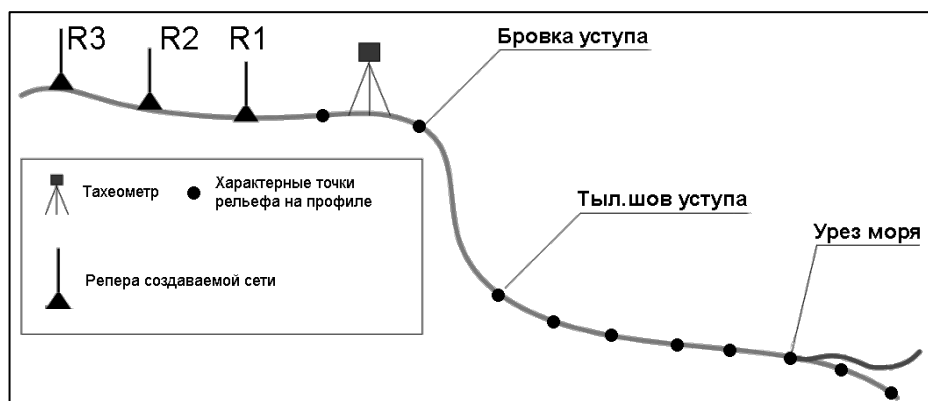 R3 R2 R1
Бровка уступа
Тахеометр
Характерные точки
рельефа на профиле
Тыл.шов уступа
Урез моря
Репера создаваемой сети